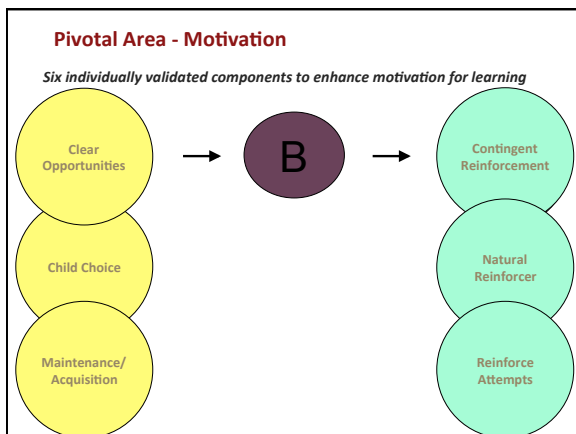 Pivotal Area - Motivation
Six individually validated components to enhance motivation for learning
Clear
Opportunities
B
Contingent
Reinforcement
Child Choice
Natural
Reinforcer
Maintenance/
Acquisition
Reinforce
Attempts